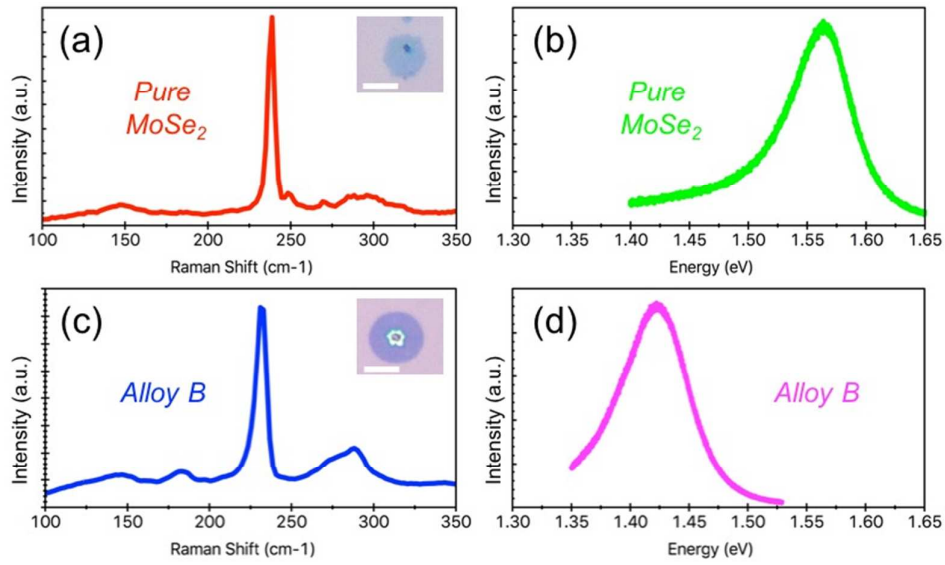 (a)
Pure
MoSe2
Intensity (a.u.)
100 150 200 250 300 350
Raman Shift (cm-1)
(b)
Pure
MoSe2
Intensity (a.u.)
1.30 1.35 1.40 1.45 1.50 1.55 1.60 1.65
Energy (eV)
(c)
Alloy B
Intensity (a.u.)
100 150 200 250 300 350
Raman Shift (cm-1)
(d)
Alloy B
Intensity (a.u.)
1.30 1.35 1.40 1.45 1.50 1.55 1.60 1.65
Energy (eV)